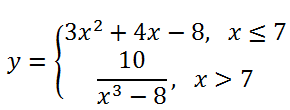 y = { 3x² + 4x − 8, x ≤ 7
10 / (x³ − 8), x > 7